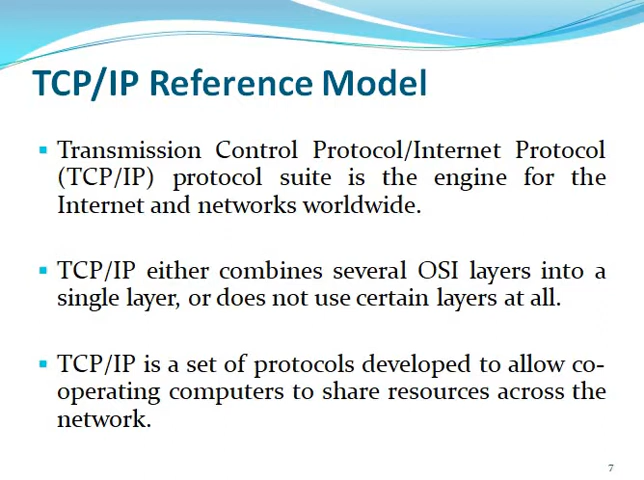 TCP/IP Reference Model
Transmission Control Protocol/Internet Protocol
(TCP/IP) protocol suite is the engine for the
Internet and networks worldwide.
TCP/IP either combines several OSI layers into a
single layer, or does not use certain layers at all.
TCP/IP is a set of protocols developed to allow co-
operating computers to share resources across the
network.
7